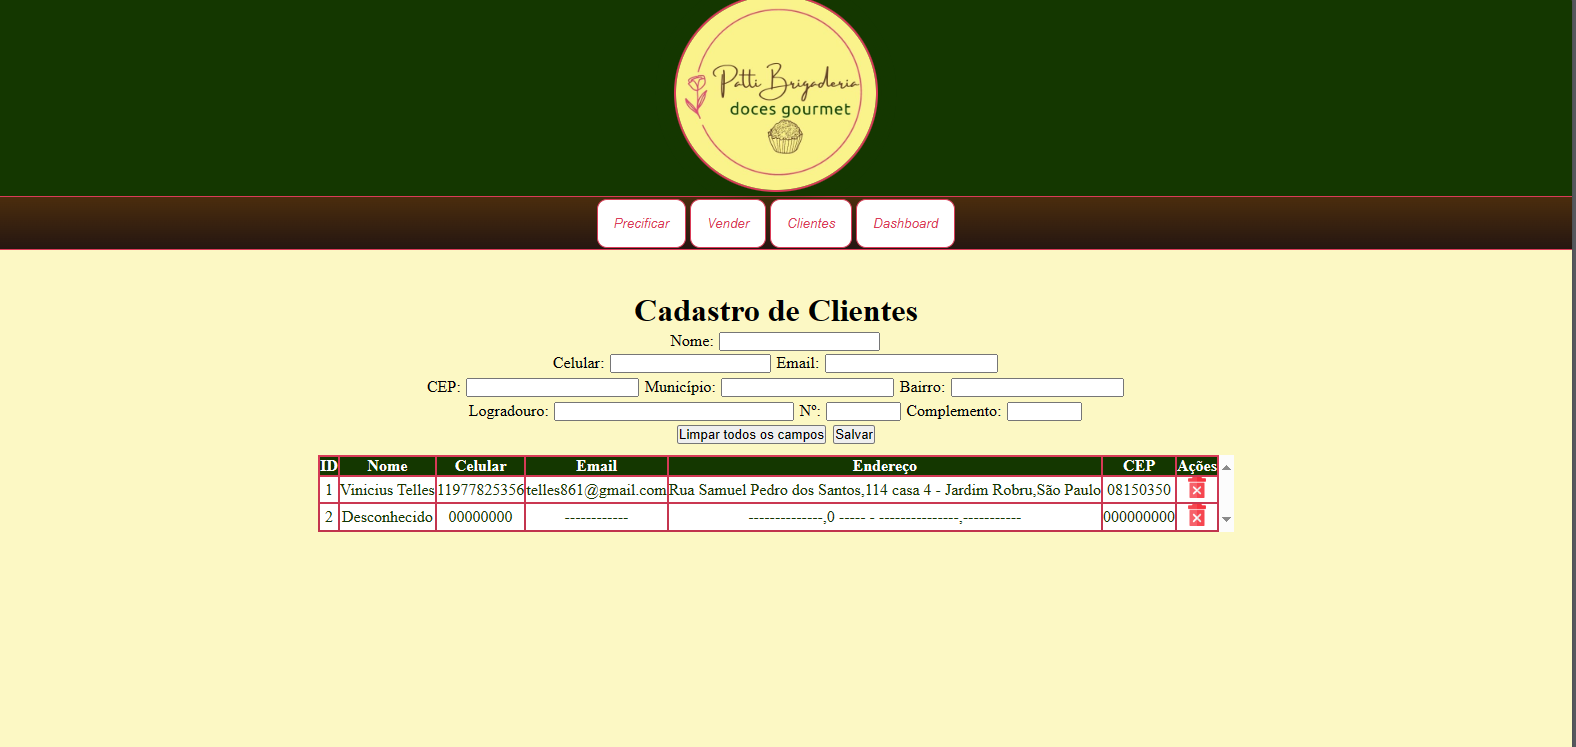 Patti Brigaderia
doces gourmet
Precificar Vender Clientes Dashboard
Cadastro de Clientes
Nome:
Celular: Email:
CEP: Município: Bairro:
Logradouro: Nº: Complemento:
Limpar todos os campos Salvar
ID Nome Celular Email Endereço CEP Ações
1 Vinicius Telles 11977825356 telles861@gmail.com Rua Samuel Pedro dos Santos,114 casa 4 - Jardim Robru,São Paulo 08150350
2 Desconhecido 00000000 ------------ --------------,0 ----- - ---------------,----------- 000000000